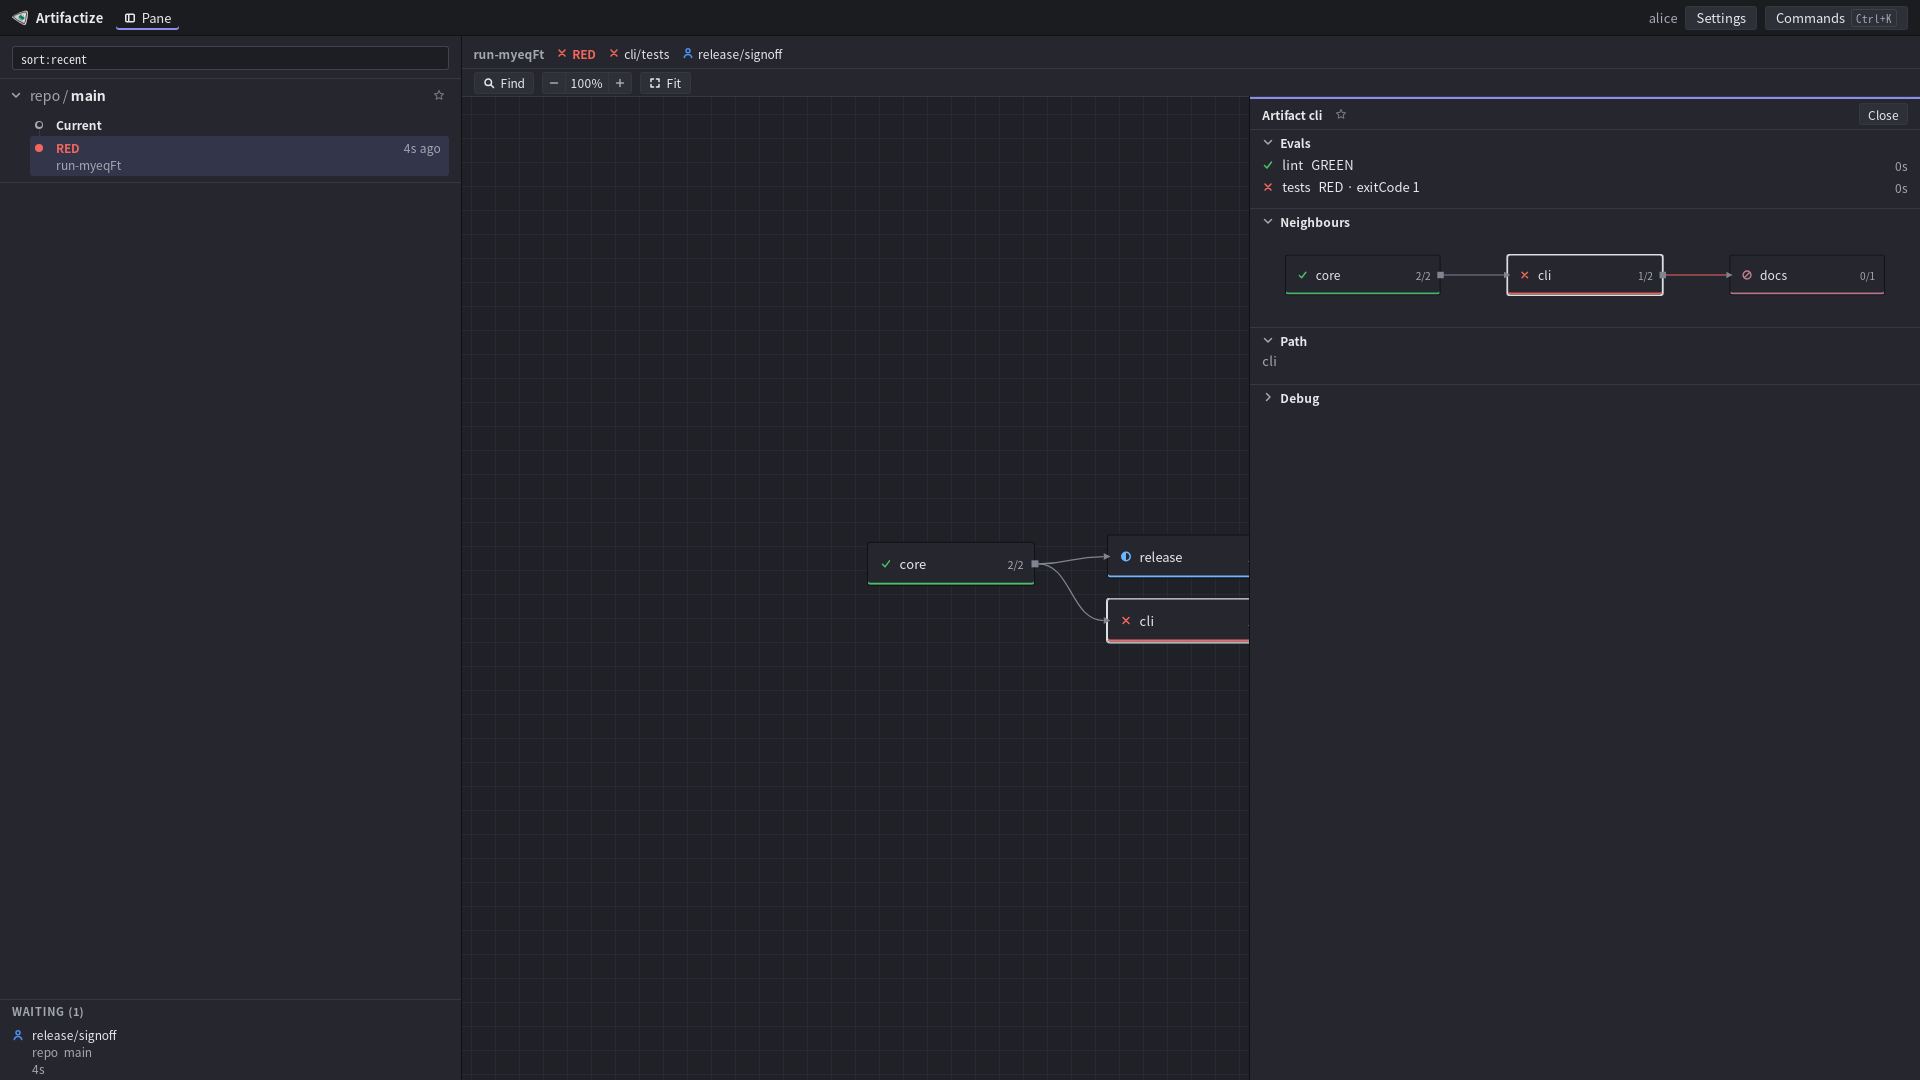 Artifactize
Pane
alice
Settings
Commands Ctrl+K
sort:recent
repo / main
Current
RED 4s ago
run-myeqFt
WAITING (1)
release/signoff
repo main
4s
run-myeqFt RED cli/tests release/signoff
Find
100%
Fit
core 2/2
release
cli
Artifact cli
Close
Evals
lint GREEN 0s
tests RED · exitCode 1 0s
Neighbours
core 2/2
cli 1/2
docs 0/1
Path
cli
Debug